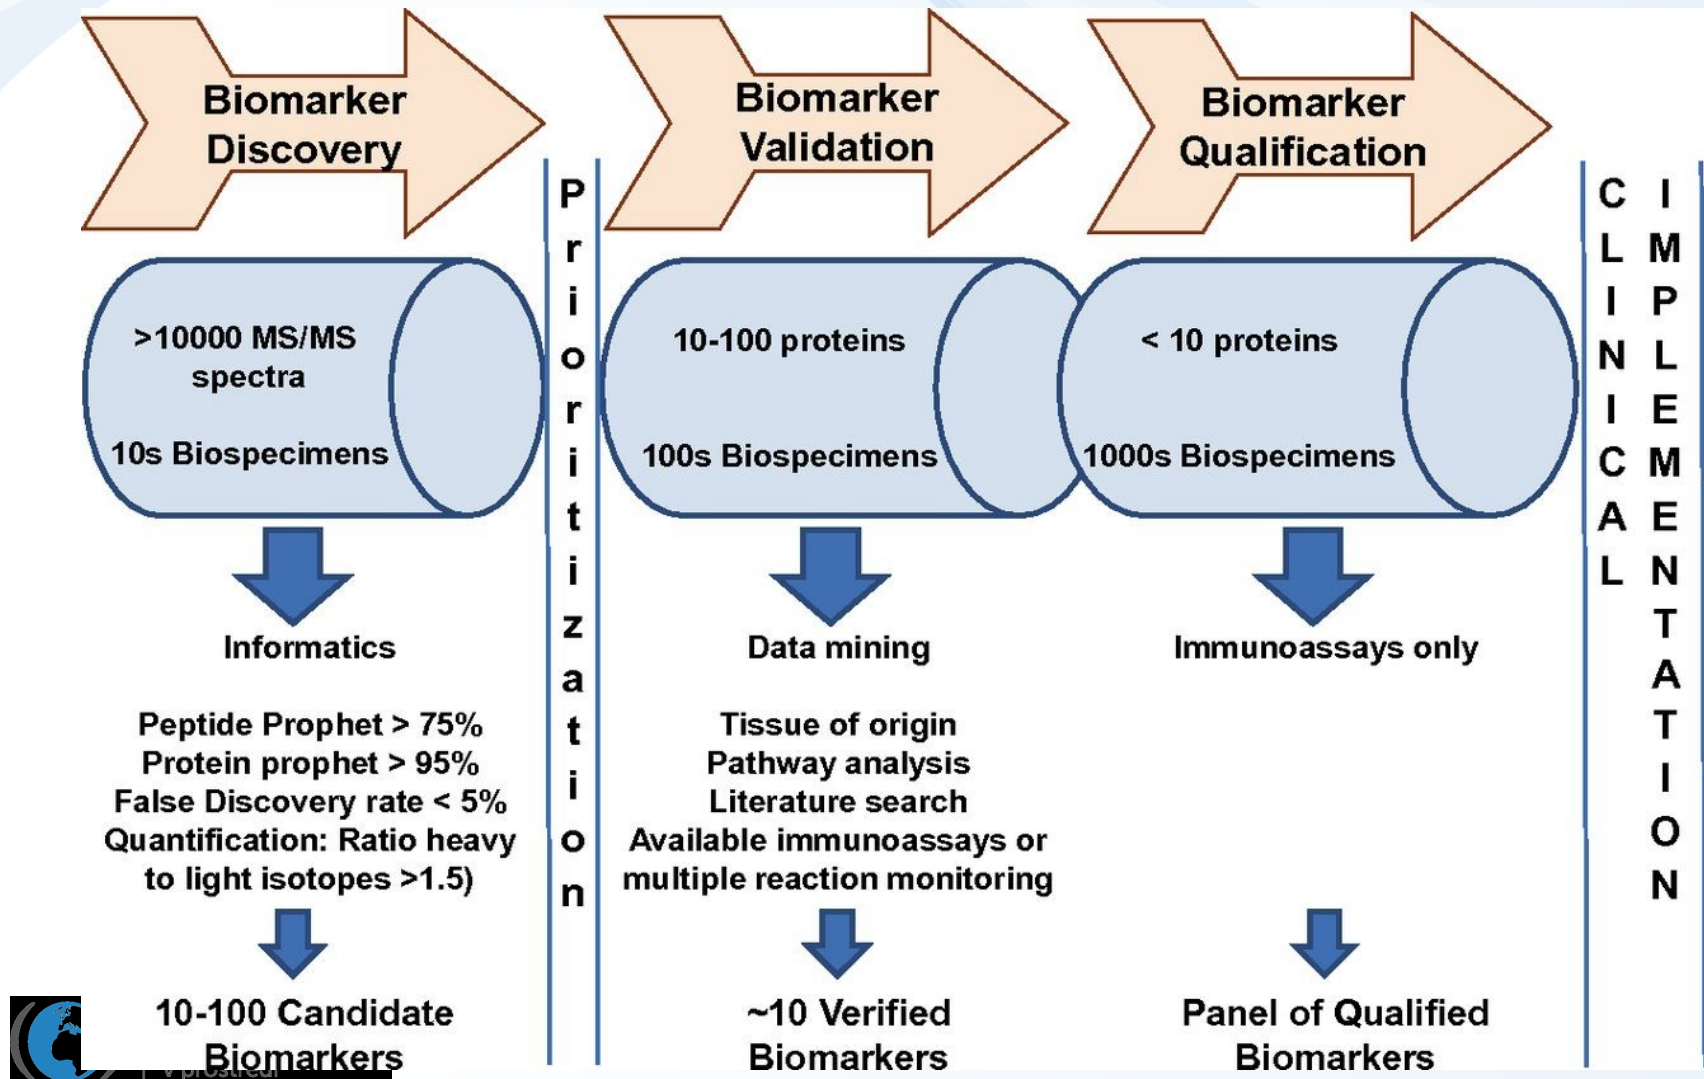 Biomarker
Discovery
>10000 MS/MS
spectra
10s Biospecimens
Informatics
Peptide Prophet > 75%
Protein prophet > 95%
False Discovery rate < 5%
Quantification: Ratio heavy
to light isotopes >1.5)
10-100 Candidate
Biomarkers
Prioritization
Biomarker
Validation
10-100 proteins
100s Biospecimens
Data mining
Tissue of origin
Pathway analysis
Literature search
Available immunoassays or
multiple reaction monitoring
~10 Verified
Biomarkers
Biomarker
Qualification
< 10 proteins
1000s Biospecimens
Immunoassays only
Panel of Qualified
Biomarkers
CLINICAL
IMPLEMENTATION